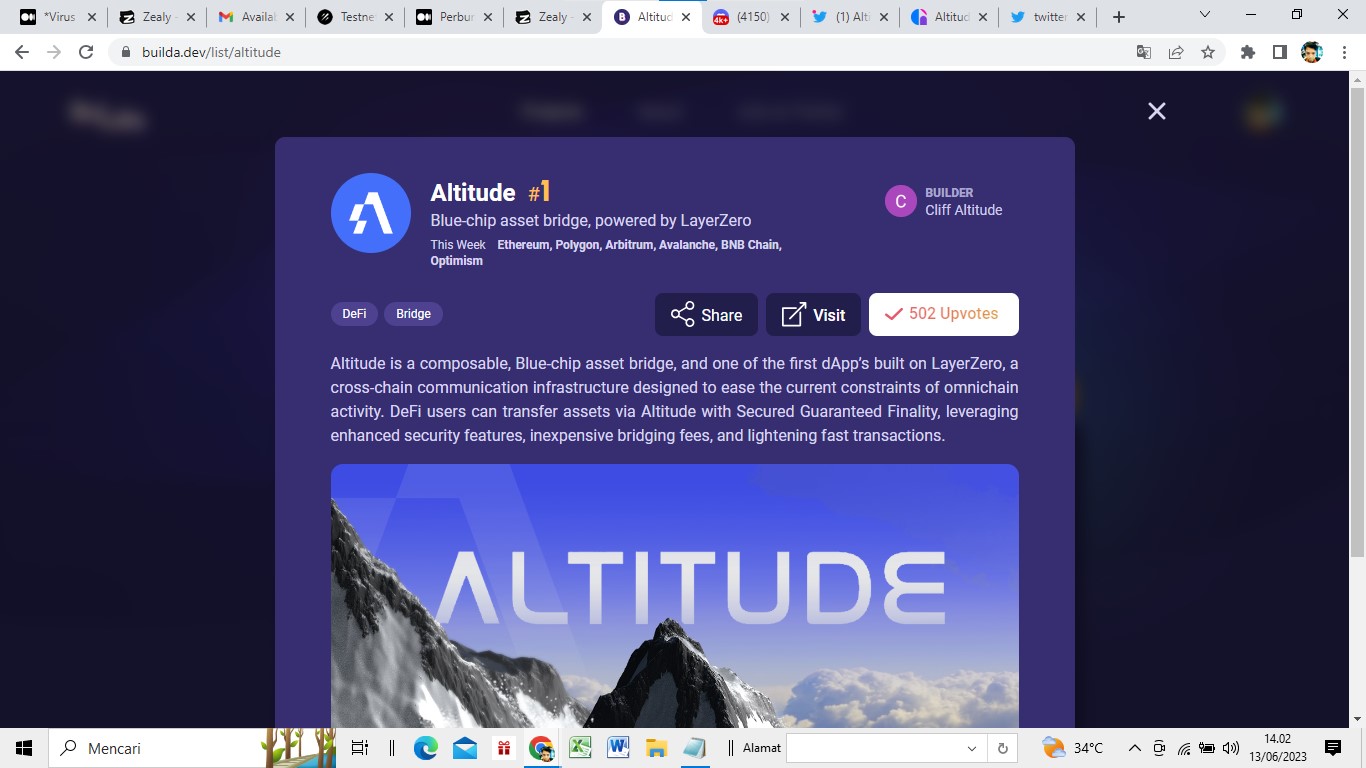 *Virus
Zealy
Availal
Testne
Perbur
Zealy
Altitud
(4150)
(1) Alti
Altitud
twitter
builda.dev/list/altitude
Altitude #1
Blue-chip asset bridge, powered by LayerZero
This Week Ethereum, Polygon, Arbitrum, Avalanche, BNB Chain,
Optimism
C
BUILDER
Cliff Altitude
DeFi
Bridge
Share
Visit
502 Upvotes
Altitude is a composable, Blue-chip asset bridge, and one of the first dApp's built on LayerZero, a
cross-chain communication infrastructure designed to ease the current constraints of omnichain
activity. DeFi users can transfer assets via Altitude with Secured Guaranteed Finality, leveraging
enhanced security features, inexpensive bridging fees, and lightening fast transactions.
ALTITUDE
Mencari
Alamat
34°C
14.02
13/06/2023